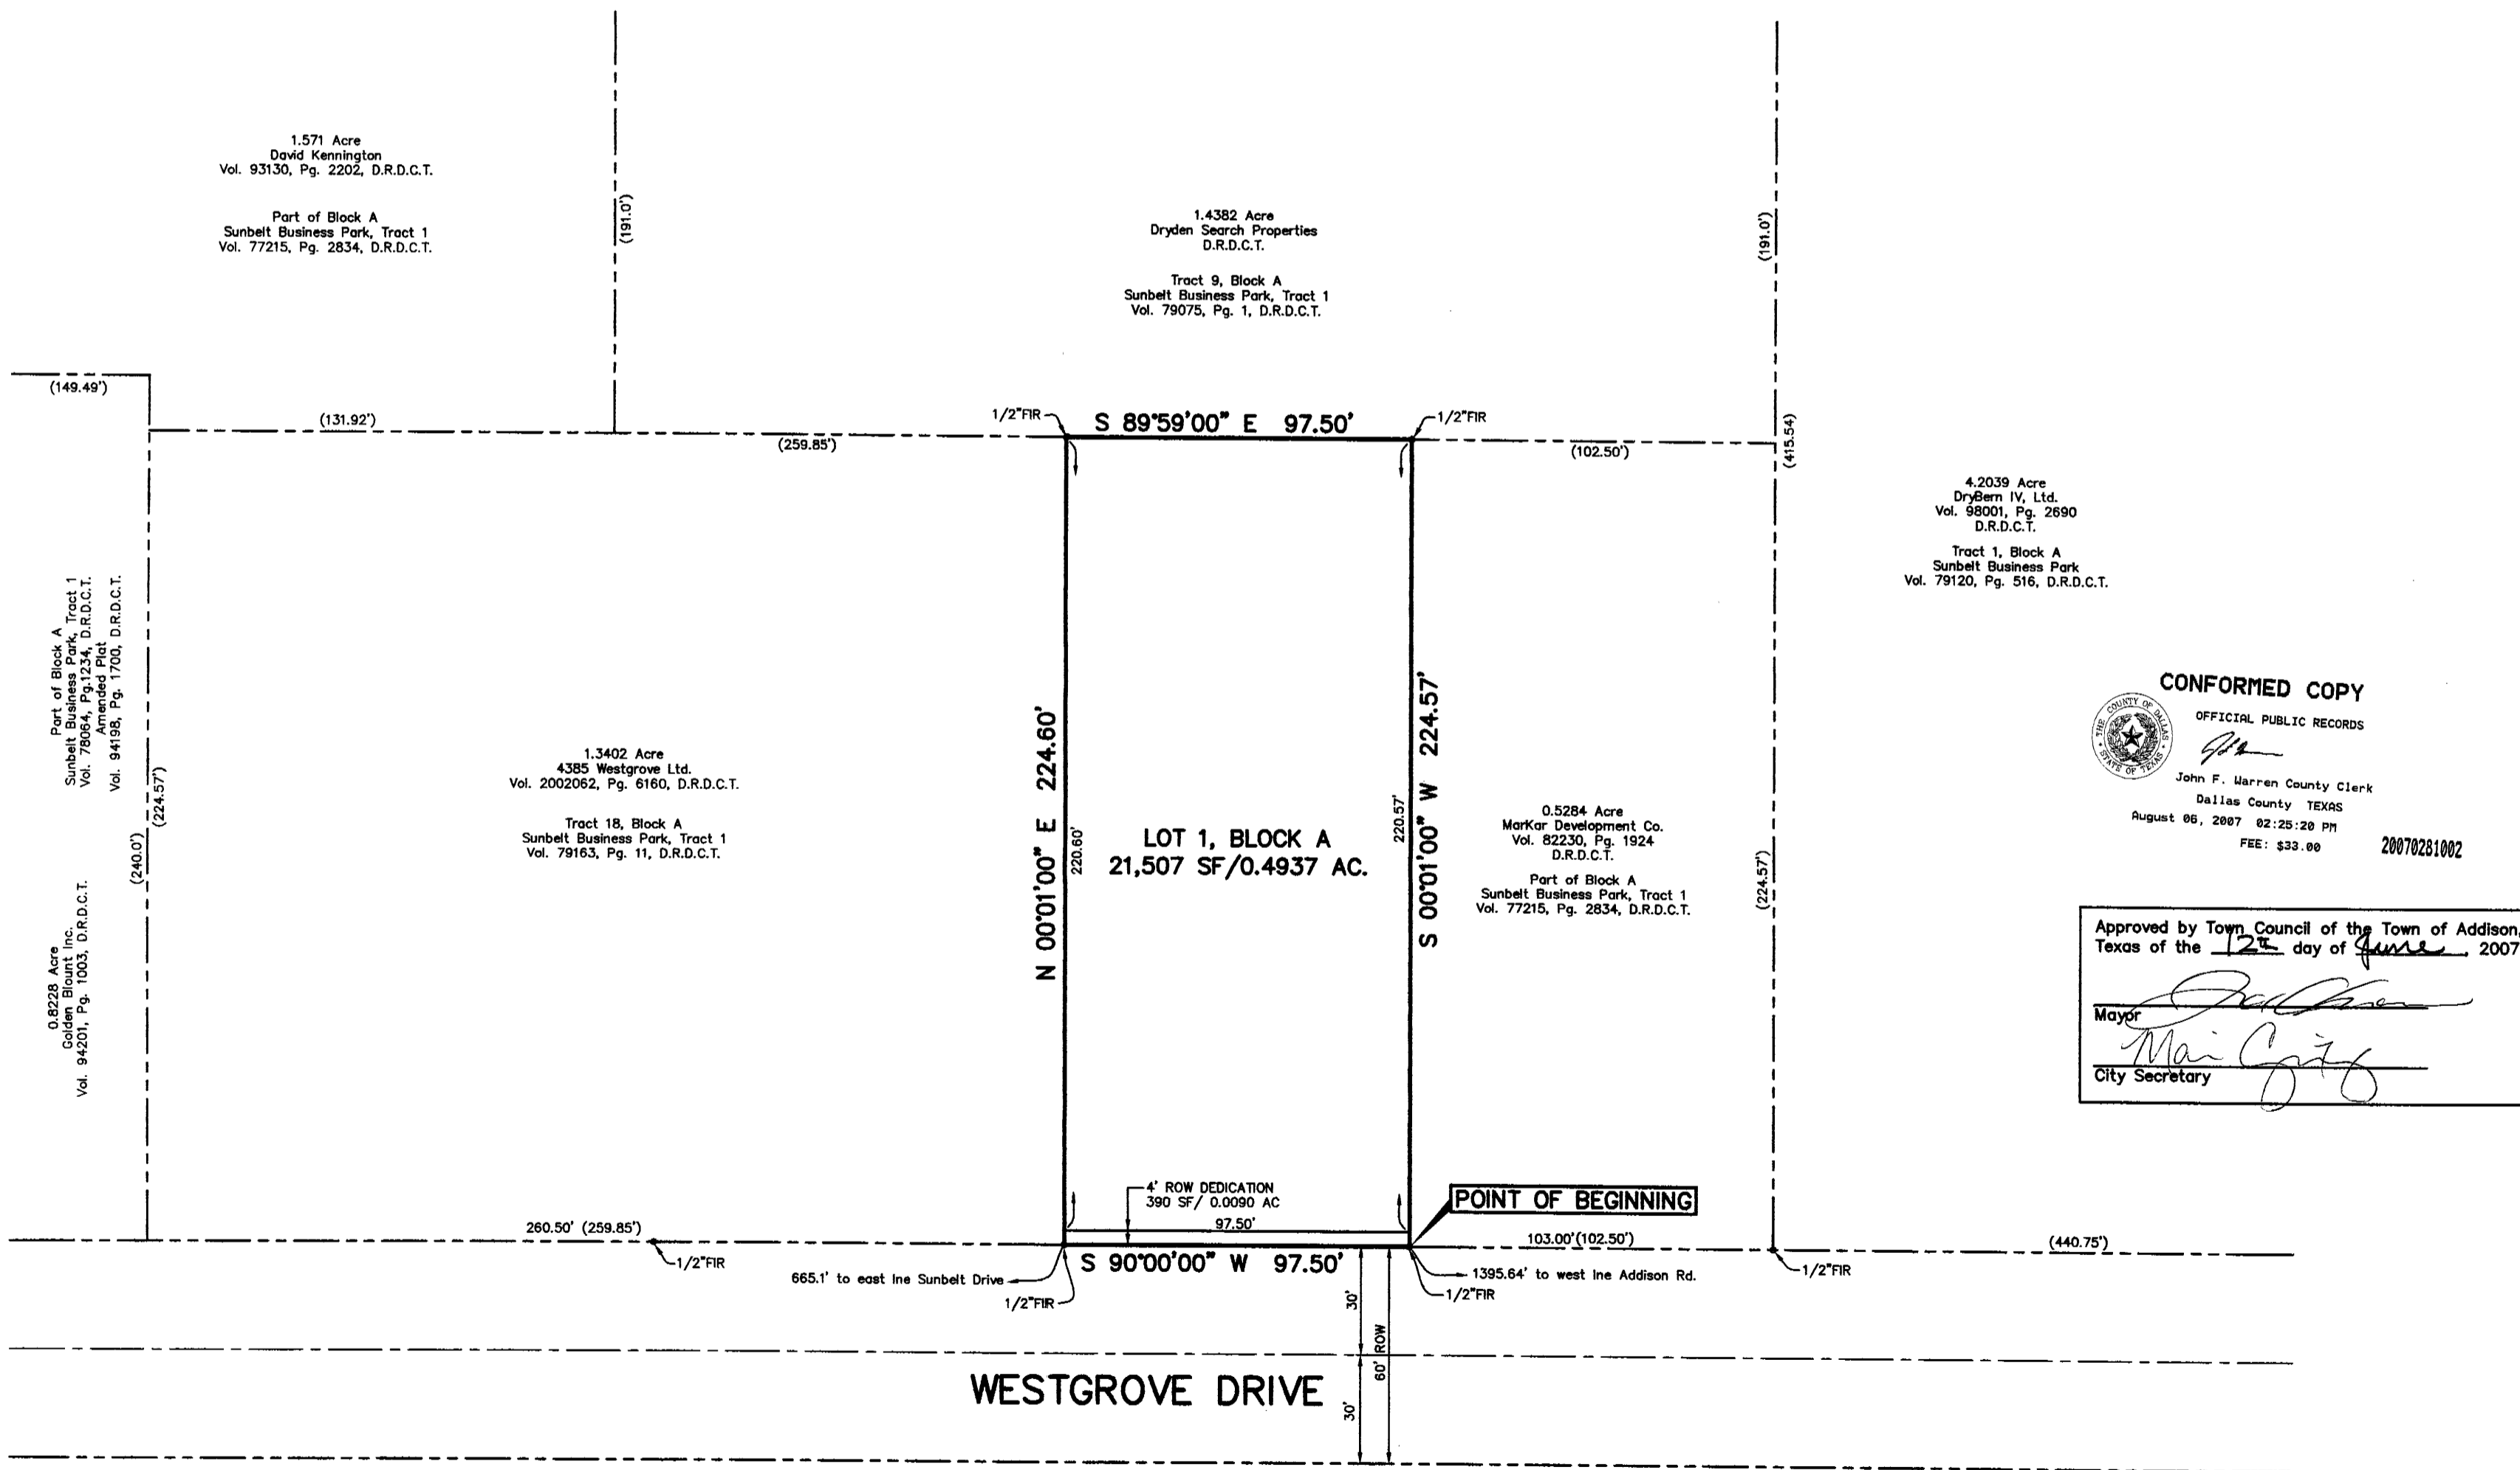 1.571 Acre
David Kennington
Vol. 93130, Pg. 2202, D.R.D.C.T.
Part of Block A
Sunbelt Business Park, Tract 1
Vol. 77215, Pg. 2834, D.R.D.C.T.
(191.0')
1.4382 Acre
Dryden Search Properties
D.R.D.C.T.
Tract 9, Block A
Sunbelt Business Park, Tract 1
Vol. 79075, Pg. 1, D.R.D.C.T.
(191.0')
(149.49')
(131.92')
(259.85')
1/2"FIR
S 89°59'00" E 97.50'
1/2"FIR
(102.50')
(415.54)
4.2039 Acre
DryBern IV, Ltd.
Vol. 98001, Pg. 2690
D.R.D.C.T.
Tract 1, Block A
Sunbelt Business Park
Vol. 79120, Pg. 516, D.R.D.C.T.
Part of Block A
Sunbelt Business Park, Tract 1
Vol. 78064, Pg.1234, D.R.D.C.T.
Amended Plat
Vol. 94198, Pg. 1700, D.R.D.C.T.
(224.57')
(240.0')
0.8228 Acre
Golden Blount Inc.
Vol. 94201, Pg. 1003, D.R.D.C.T.
1.3402 Acre
4385 Westgrove Ltd.
Vol. 2002062, Pg. 6160, D.R.D.C.T.
Tract 18, Block A
Sunbelt Business Park, Tract 1
Vol. 79163, Pg. 11, D.R.D.C.T.
N 00°01'00" E 224.60'
220.60'
LOT 1, BLOCK A
21,507 SF/0.4937 AC.
220.57'
S 00°01'00" W 224.57'
0.5284 Acre
MarKar Development Co.
Vol. 82230, Pg. 1924
D.R.D.C.T.
Part of Block A
Sunbelt Business Park, Tract 1
Vol. 77215, Pg. 2834, D.R.D.C.T.
(224.57')
CONFORMED COPY
THE COUNTY OF DALLAS
STATE OF TEXAS
OFFICIAL PUBLIC RECORDS
John F. Warren County Clerk
Dallas County TEXAS
August 06, 2007 02:25:20 PM
FEE: $33.00
20070281002
Approved by Town Council of the Town of Addison,
Texas of the 12th day of June, 2007
Mayor
City Secretary
4' ROW DEDICATION
390 SF/ 0.0090 AC
97.50'
POINT OF BEGINNING
260.50' (259.85')
1/2"FIR
665.1' to east lne Sunbelt Drive
1/2"FIR
S 90°00'00" W 97.50'
103.00'(102.50')
1395.64' to west lne Addison Rd.
1/2"FIR
1/2"FIR
(440.75')
30'
60' ROW
30'
WESTGROVE DRIVE